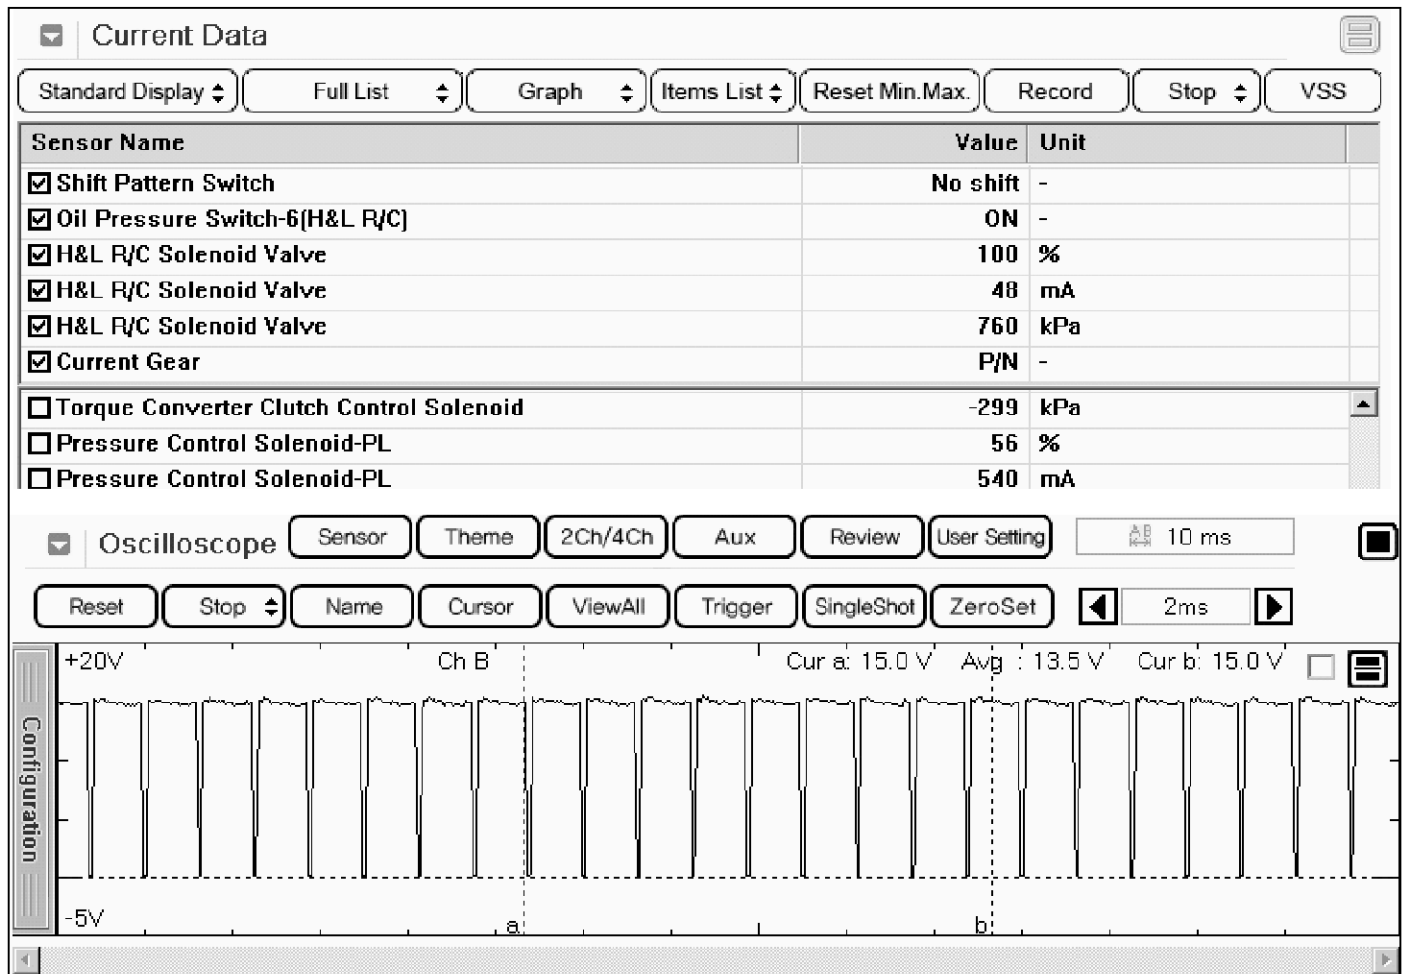 Current Data
Standard Display Full List Graph Items List Reset Min.Max. Record Stop VSS
Sensor Name Value Unit
Shift Pattern Switch No shift -
Oil Pressure Switch-6(H&L R/C) ON -
H&L R/C Solenoid Valve 100 %
H&L R/C Solenoid Valve 48 mA
H&L R/C Solenoid Valve 760 kPa
Current Gear P/N -
Torque Converter Clutch Control Solenoid -299 kPa
Pressure Control Solenoid-PL 56 %
Pressure Control Solenoid-PL 540 mA
Oscilloscope Sensor Theme 2Ch/4Ch Aux Review User Setting 10 ms
Reset Stop Name Cursor ViewAll Trigger SingleShot ZeroSet 2ms
+20V Ch B Cur a: 15.0 V Avg : 13.5 V Cur b: 15.0 V
Configuration
-5V a b